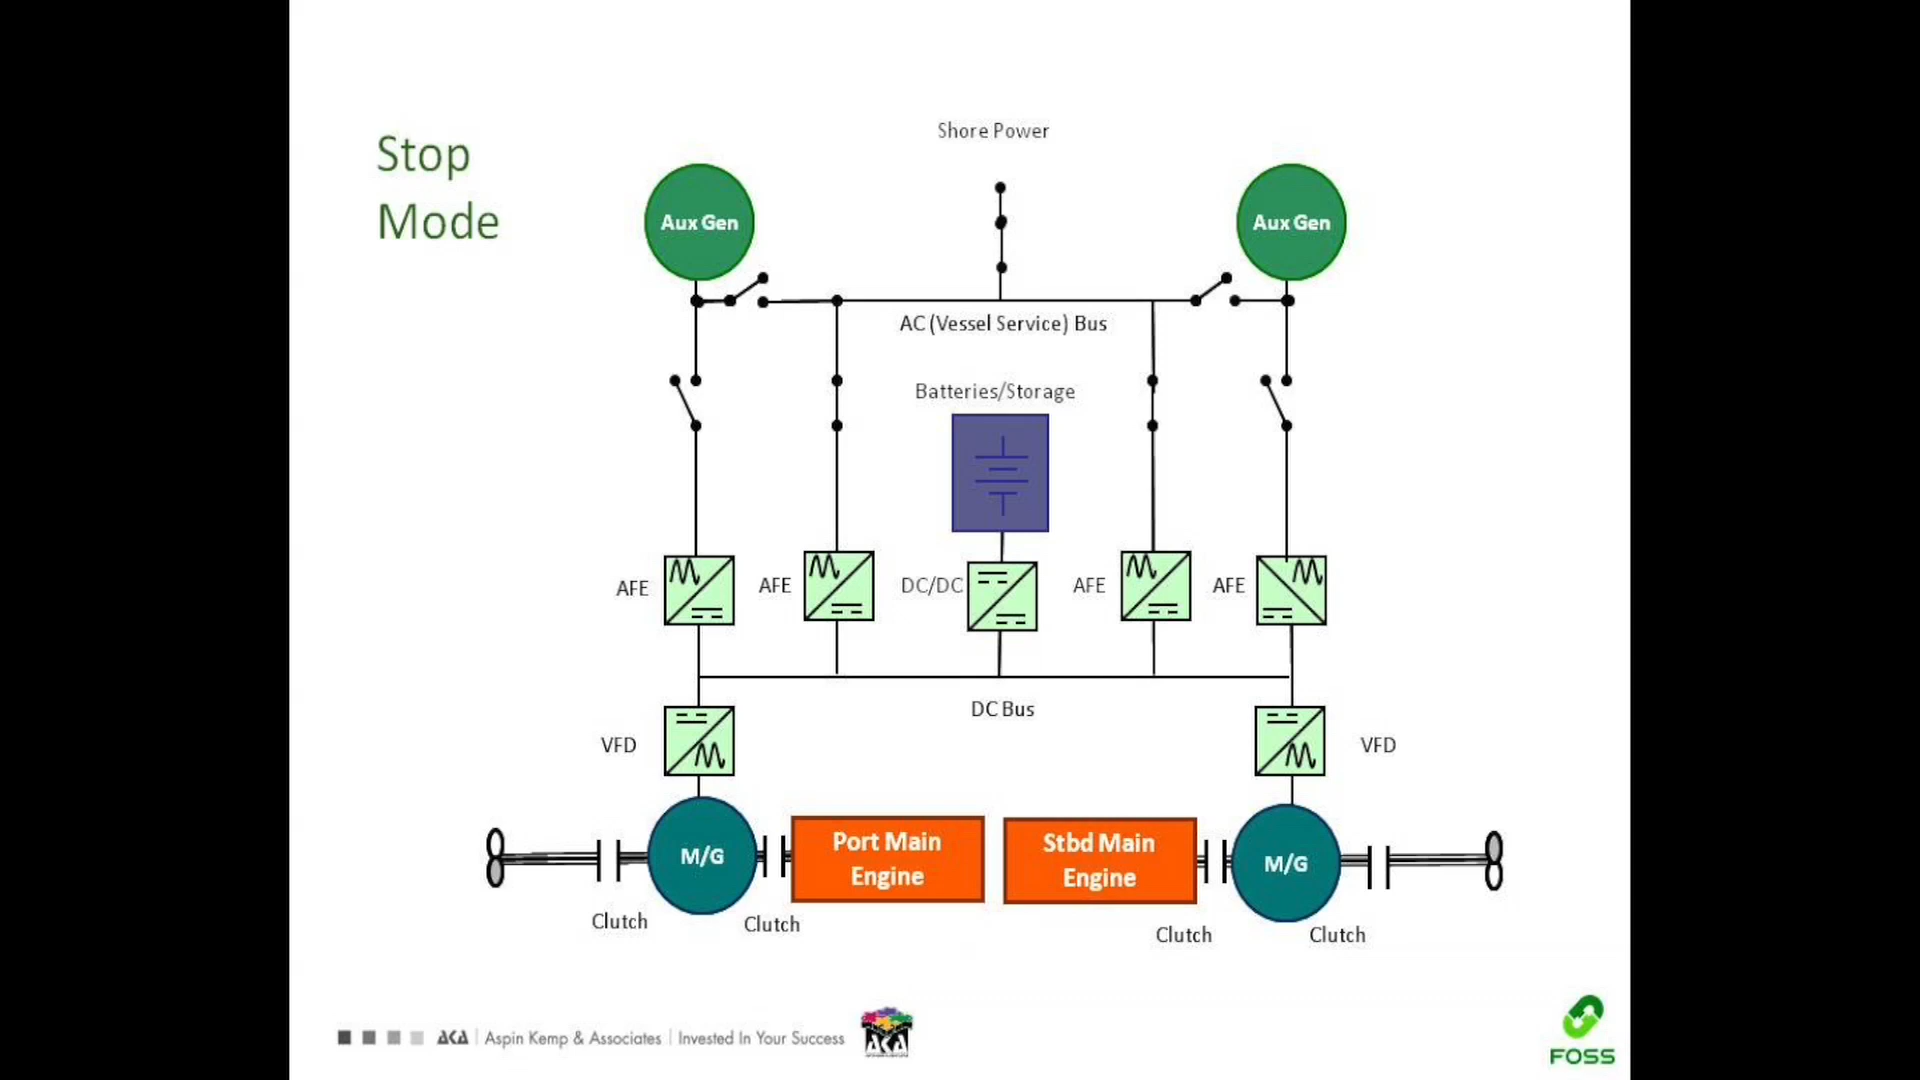 Stop
Mode
Shore Power
Aux Gen
Aux Gen
AC (Vessel Service) Bus
Batteries/Storage
AFE
AFE
DC/DC
AFE
AFE
DC Bus
VFD
VFD
M/G
Port Main
Engine
Stbd Main
Engine
M/G
Clutch
Clutch
Clutch
Clutch
AKA | Aspin Kemp & Associates | Invested In Your Success
AKA
FOSS